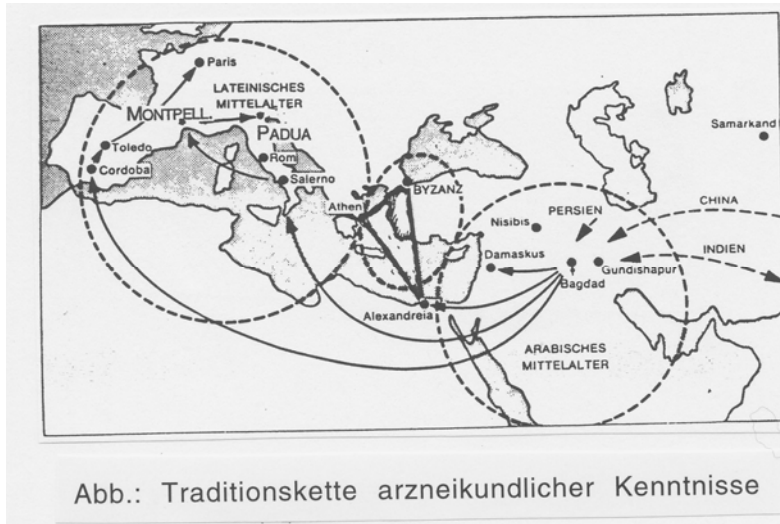 Paris
LATEINISCHES
MITTELALTER
MONTPELL.
PADUA
Toledo
Cordoba
Rom
Salerno
Athen
BYZANZ
Samarkand
CHINA
PERSIEN
Nisibis
INDIEN
Damaskus
Bagdad
Gundishapur
Alexandreia
ARABISCHES
MITTELALTER
Abb.: Traditionskette arzneikundlicher Kenntnisse